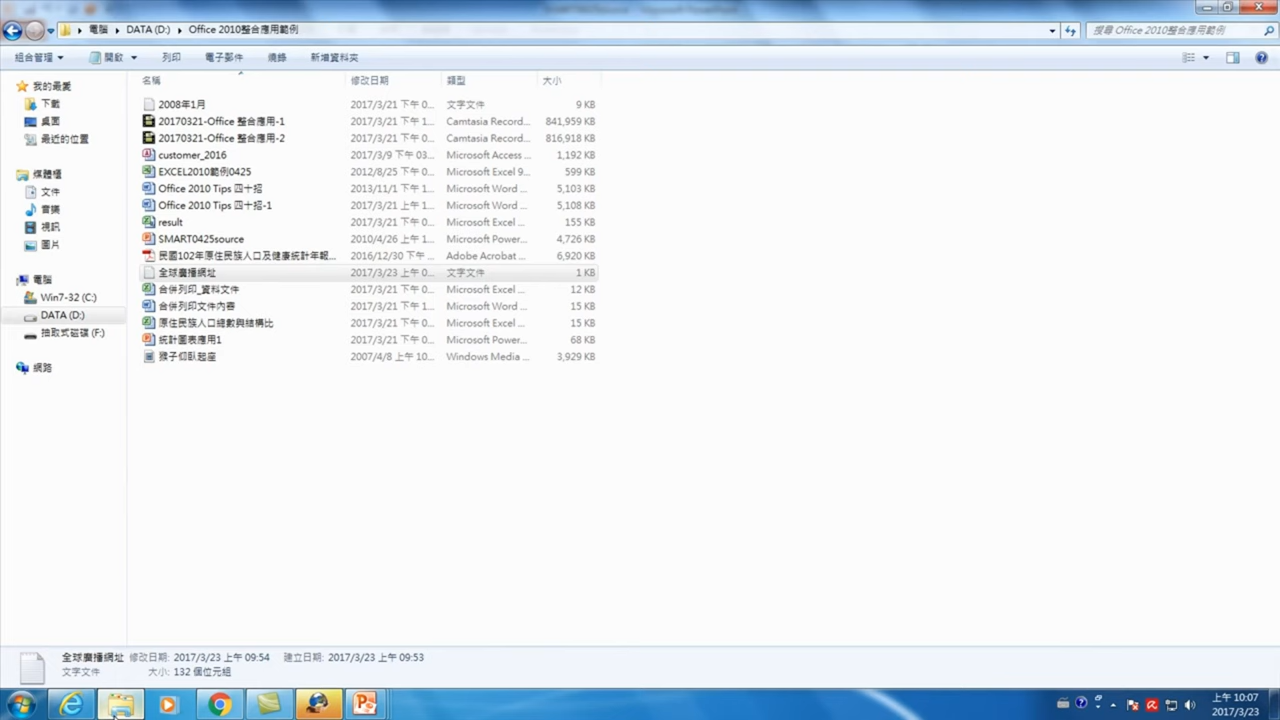 電腦 ▸ DATA (D:) ▸ Office 2010整合應用範例
搜尋 Office 2010整合應用範例
組合管理 開啟 列印 電子郵件 燒錄 新增資料夾
我的最愛
下載
桌面
最近的位置
媒體櫃
文件
音樂
視訊
圖片
電腦
Win7-32 (C:)
DATA (D:)
抽取式磁碟 (F:)
網路
名稱 修改日期 類型 大小
2008年1月 2017/3/21 下午 0... 文字文件 9 KB
20170321-Office 整合應用-1 2017/3/21 下午 1... Camtasia Record... 841,959 KB
20170321-Office 整合應用-2 2017/3/21 下午 0... Camtasia Record... 816,918 KB
customer_2016 2017/3/9 下午 03... Microsoft Access ... 1,192 KB
EXCEL2010範例0425 2012/8/25 下午 0... Microsoft Excel 9... 599 KB
Office 2010 Tips 四十招 2013/11/1 下午 1... Microsoft Word ... 5,103 KB
Office 2010 Tips 四十招-1 2017/3/21 上午 1... Microsoft Word ... 5,108 KB
result 2017/3/21 下午 0... Microsoft Excel ... 155 KB
SMART0425source 2010/4/26 上午 1... Microsoft Power... 4,726 KB
民國102年原住民族人口及健康統計年報... 2016/12/30 下午 ... Adobe Acrobat ... 6,920 KB
全球廣播網址 2017/3/23 上午 0... 文字文件 1 KB
合併列印_資料文件 2017/3/21 下午 0... Microsoft Excel ... 12 KB
合併列印文件內容 2017/3/21 下午 1... Microsoft Word ... 15 KB
原住民族人口總數與結構比 2017/3/21 下午 0... Microsoft Excel ... 15 KB
統計圖表應用1 2017/3/21 下午 0... Microsoft Power... 68 KB
猴子仰臥起座 2007/4/8 上午 10... Windows Media ... 3,929 KB
全球廣播網址 修改日期: 2017/3/23 上午 09:54 建立日期: 2017/3/23 上午 09:53
文字文件 大小: 132 個位元組
上午 10:07
2017/3/23